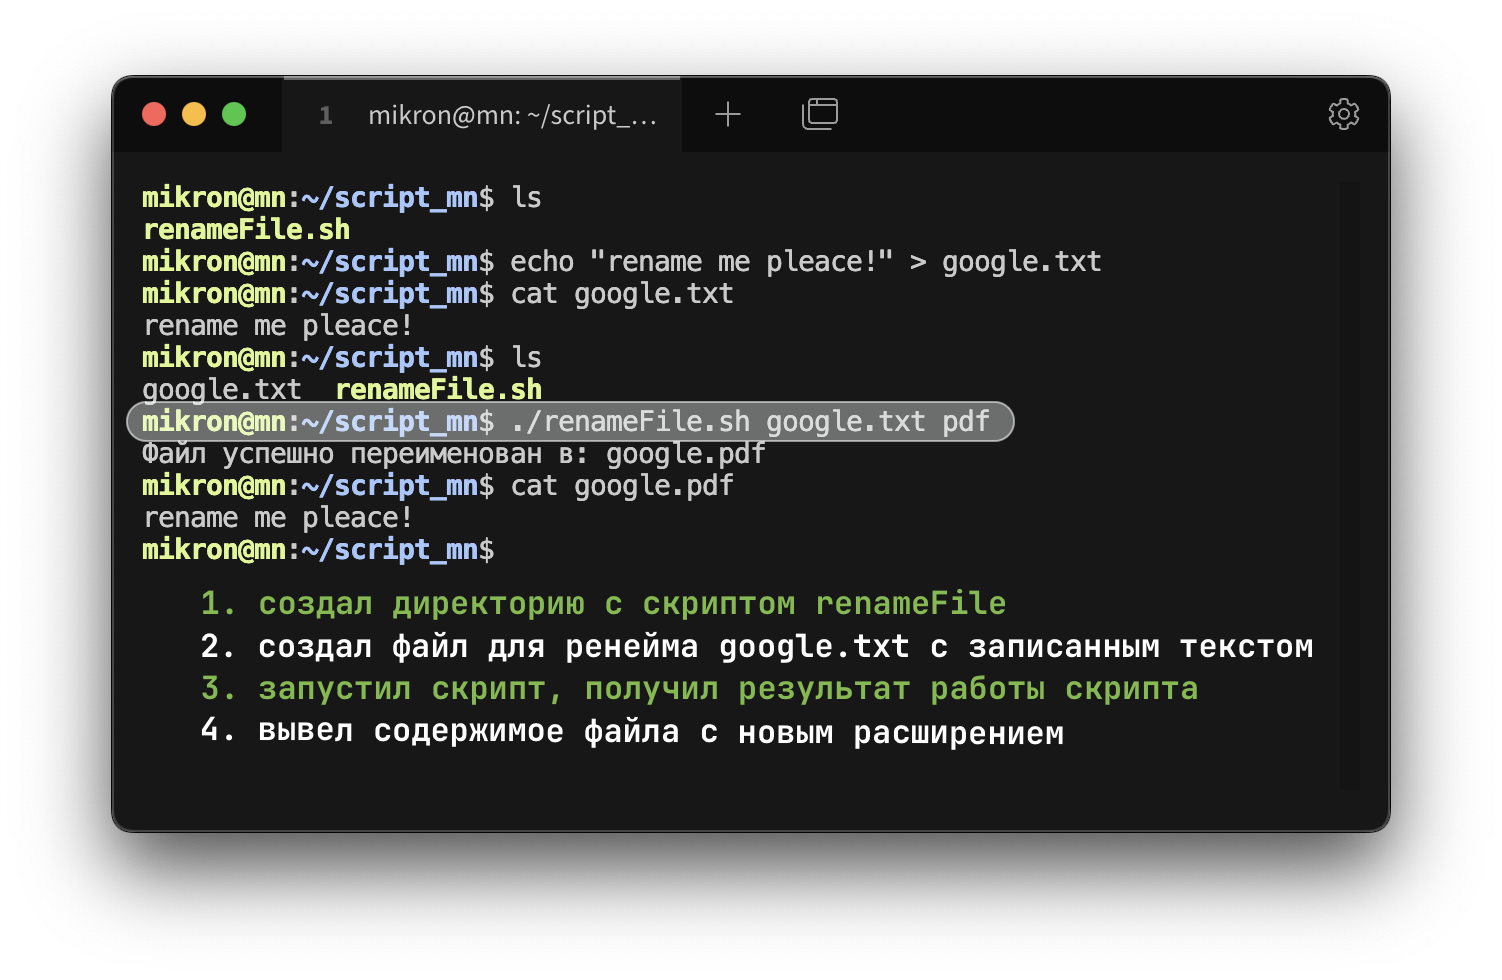 1 mikron@mn: ~/script_...
mikron@mn:~/script_mn$ ls
renameFile.sh
mikron@mn:~/script_mn$ echo "rename me pleace!" > google.txt
mikron@mn:~/script_mn$ cat google.txt
rename me pleace!
mikron@mn:~/script_mn$ ls
google.txt  renameFile.sh
mikron@mn:~/script_mn$ ./renameFile.sh google.txt pdf
Файл успешно переименован в: google.pdf
mikron@mn:~/script_mn$ cat google.pdf
rename me pleace!
mikron@mn:~/script_mn$
1. создал директорию с скриптом renameFile
2. создал файл для ренейма google.txt с записанным текстом
3. запустил скрипт, получил результат работы скрипта
4. вывел содержимое файла с новым расширением